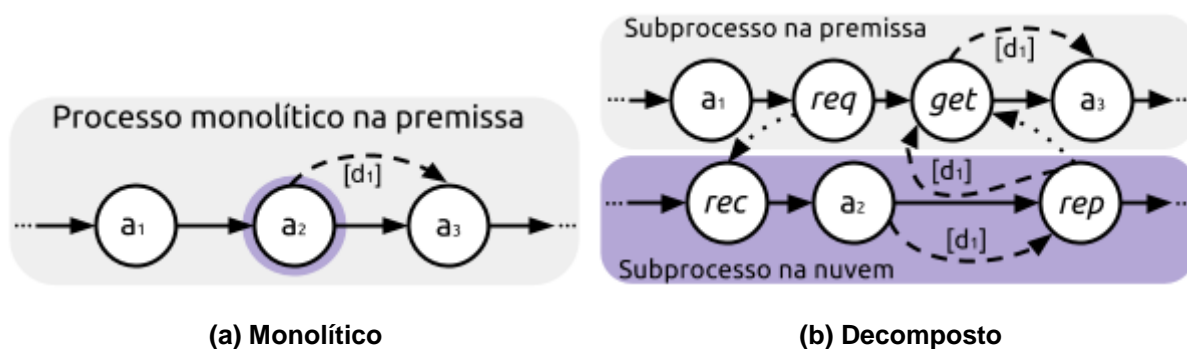 Processo monolítico na premissa
[d₁]
... a₁ a₂ a₃ ...
(a) Monolítico
Subprocesso na premissa
[d₁]
... a₁ req get a₃ ...
[d₁]
... rec a₂ rep ...
[d₁]
Subprocesso na nuvem
(b) Decomposto